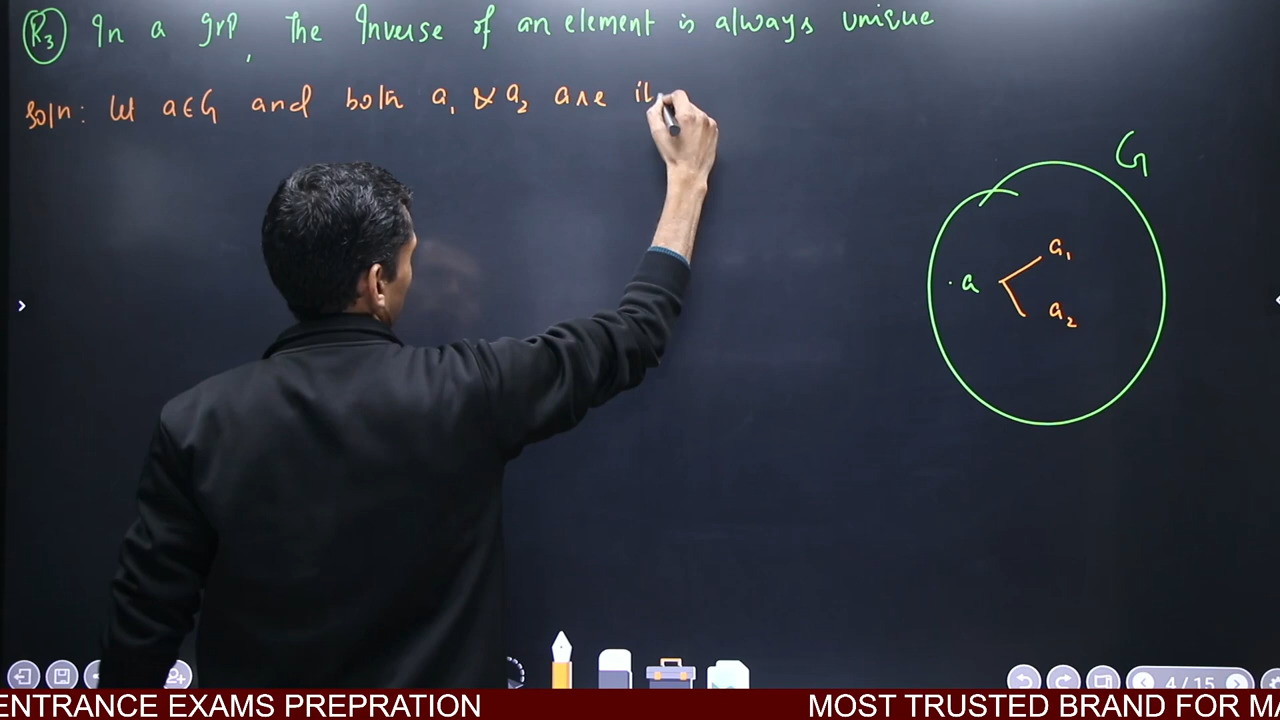 R3 In a grp, the Inverse of an element is always unique
Soln: let a∈G and both a₁ & a₂ are i
G
a₁
. a
a₂
4/15
ENTRANCE EXAMS PREPRATION MOST TRUSTED BRAND FOR MA